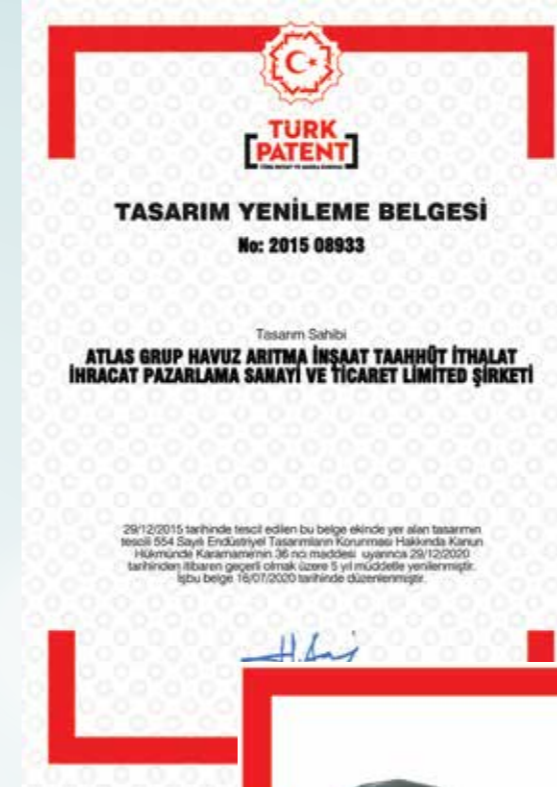 TÜRK
PATENT
TASARIM YENİLEME BELGESİ
No: 2015 08933
Tasarım Sahibi
ATLAS GRUP HAVUZ ARITMA İNŞAAT TAAHHÜT İTHALAT
İHRACAT PAZARLAMA SANAYİ VE TİCARET LİMİTED ŞİRKETİ
29/12/2015 tarihinde tescil edilen bu belge ekinde yer alan tasarımın
tescili 554 Sayılı Endüstriyel Tasarımların Korunması Hakkında Kanun
Hükmünde Kararname'nin 36 ncı maddesi uyarınca 29/12/2020
tarihinden itibaren geçerli olmak üzere 5 yıl müddetle yenilenmiştir.
İşbu belge 16/07/2020 tarihinde düzenlenmiştir.